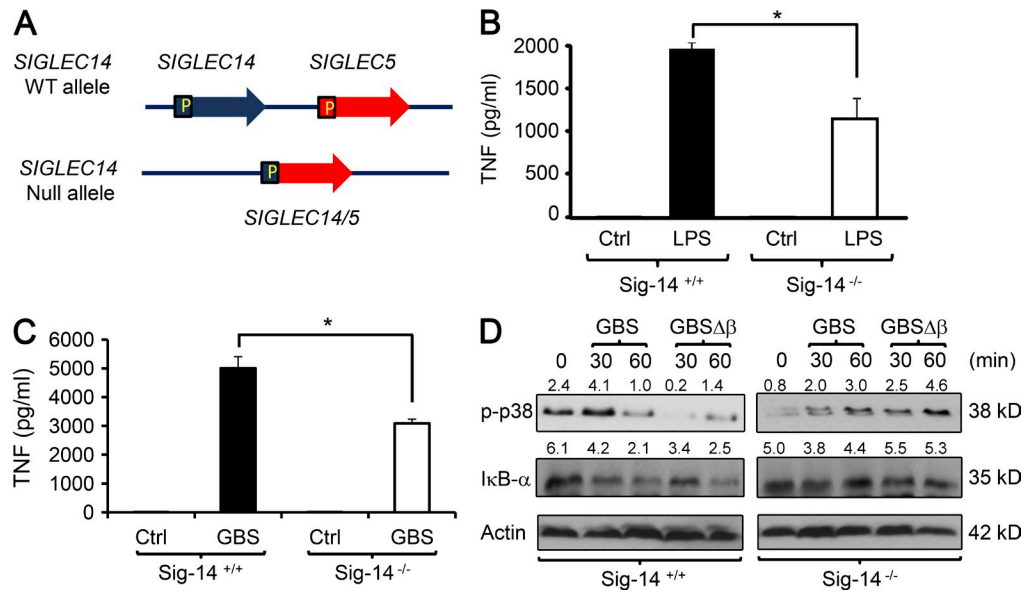 A
SIGLEC14 SIGLEC5
SIGLEC14
WT allele
P P
SIGLEC14
Null allele
P
SIGLEC14/5
B
*
TNF (pg/ml)
2000
1500
1000
500
0
Ctrl LPS Ctrl LPS
Sig-14 +/+ Sig-14 -/-
C
*
TNF (pg/ml)
6000
5000
4000
3000
2000
1000
0
Ctrl GBS Ctrl GBS
Sig-14 +/+ Sig-14 -/-
D
GBS GBSΔβ GBS GBSΔβ
0 30 60 30 60 0 30 60 30 60 (min)
2.4 4.1 1.0 0.2 1.4 0.8 2.0 3.0 2.5 4.6
p-p38 38 kD
6.1 4.2 2.1 3.4 2.5 5.0 3.8 4.4 5.5 5.3
IκB-α 35 kD
Actin 42 kD
Sig-14 +/+ Sig-14 -/-